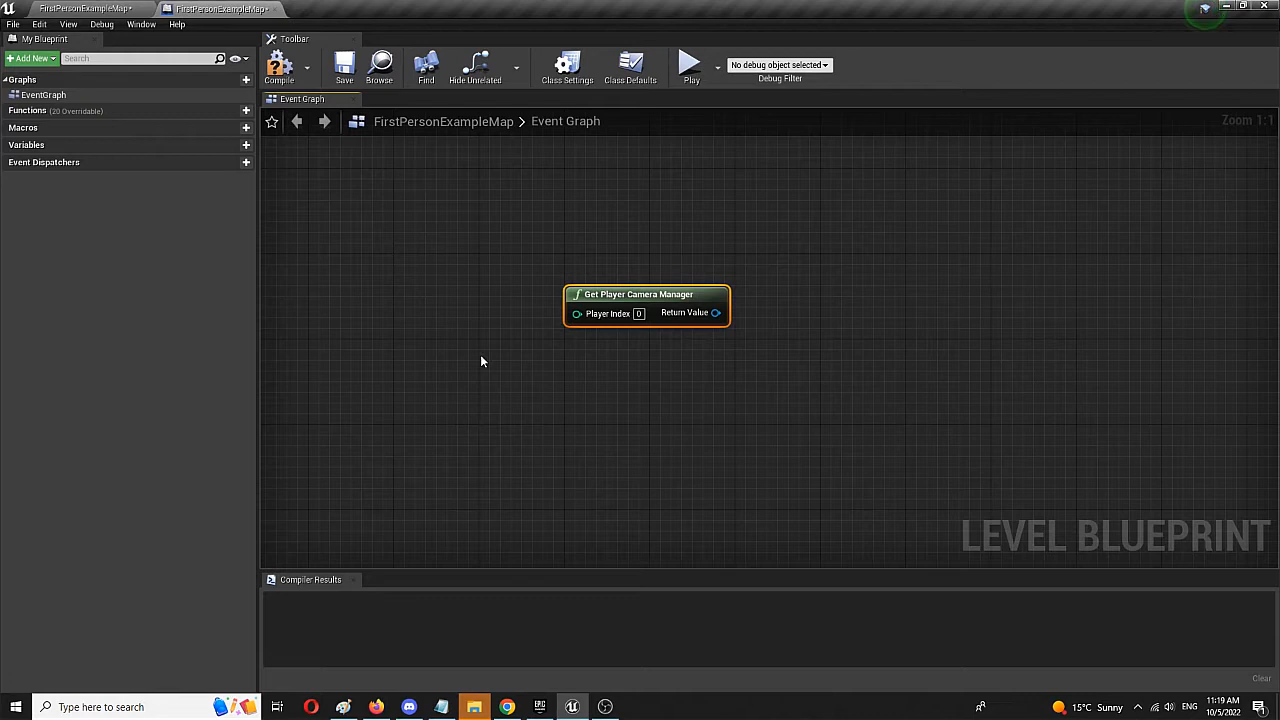 FirstPersonExampleMap*
FirstPersonExampleMap*
File Edit View Debug Window Help
My Blueprint
Toolbar
+Add New
Search
Compile
Save
Browse
Find
Hide Unrelated
Class Settings
Class Defaults
Play
No debug object selected
Debug Filter
Graphs
EventGraph
Functions (20 Overridable)
Macros
Variables
Event Dispatchers
Event Graph
FirstPersonExampleMap > Event Graph
Zoom 1:1
f Get Player Camera Manager
Player Index 0 Return Value
LEVEL BLUEPRINT
Compiler Results
Clear
Type here to search
15°C Sunny
ENG
11:19 AM
10/5/2022